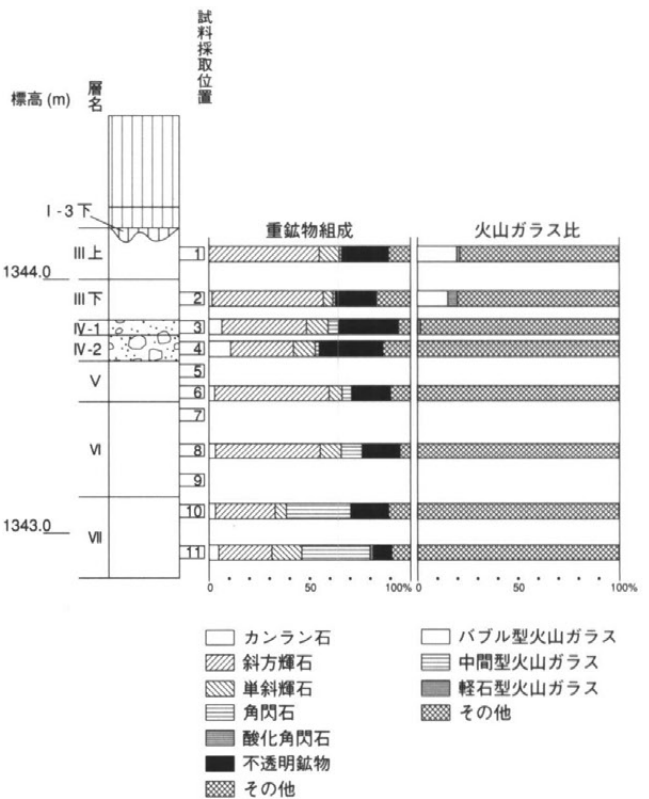 試料採取位置
標高 (m)
層名
I-3下
重鉱物組成
火山ガラス比
III上
1
1344.0
III下
2
IV-1
3
IV-2
4
5
V
6
7
VI
8
9
10
1343.0
VII
11
0 50 100%
0 50 100%
カンラン石
斜方輝石
単斜輝石
角閃石
酸化角閃石
不透明鉱物
その他
バブル型火山ガラス
中間型火山ガラス
軽石型火山ガラス
その他